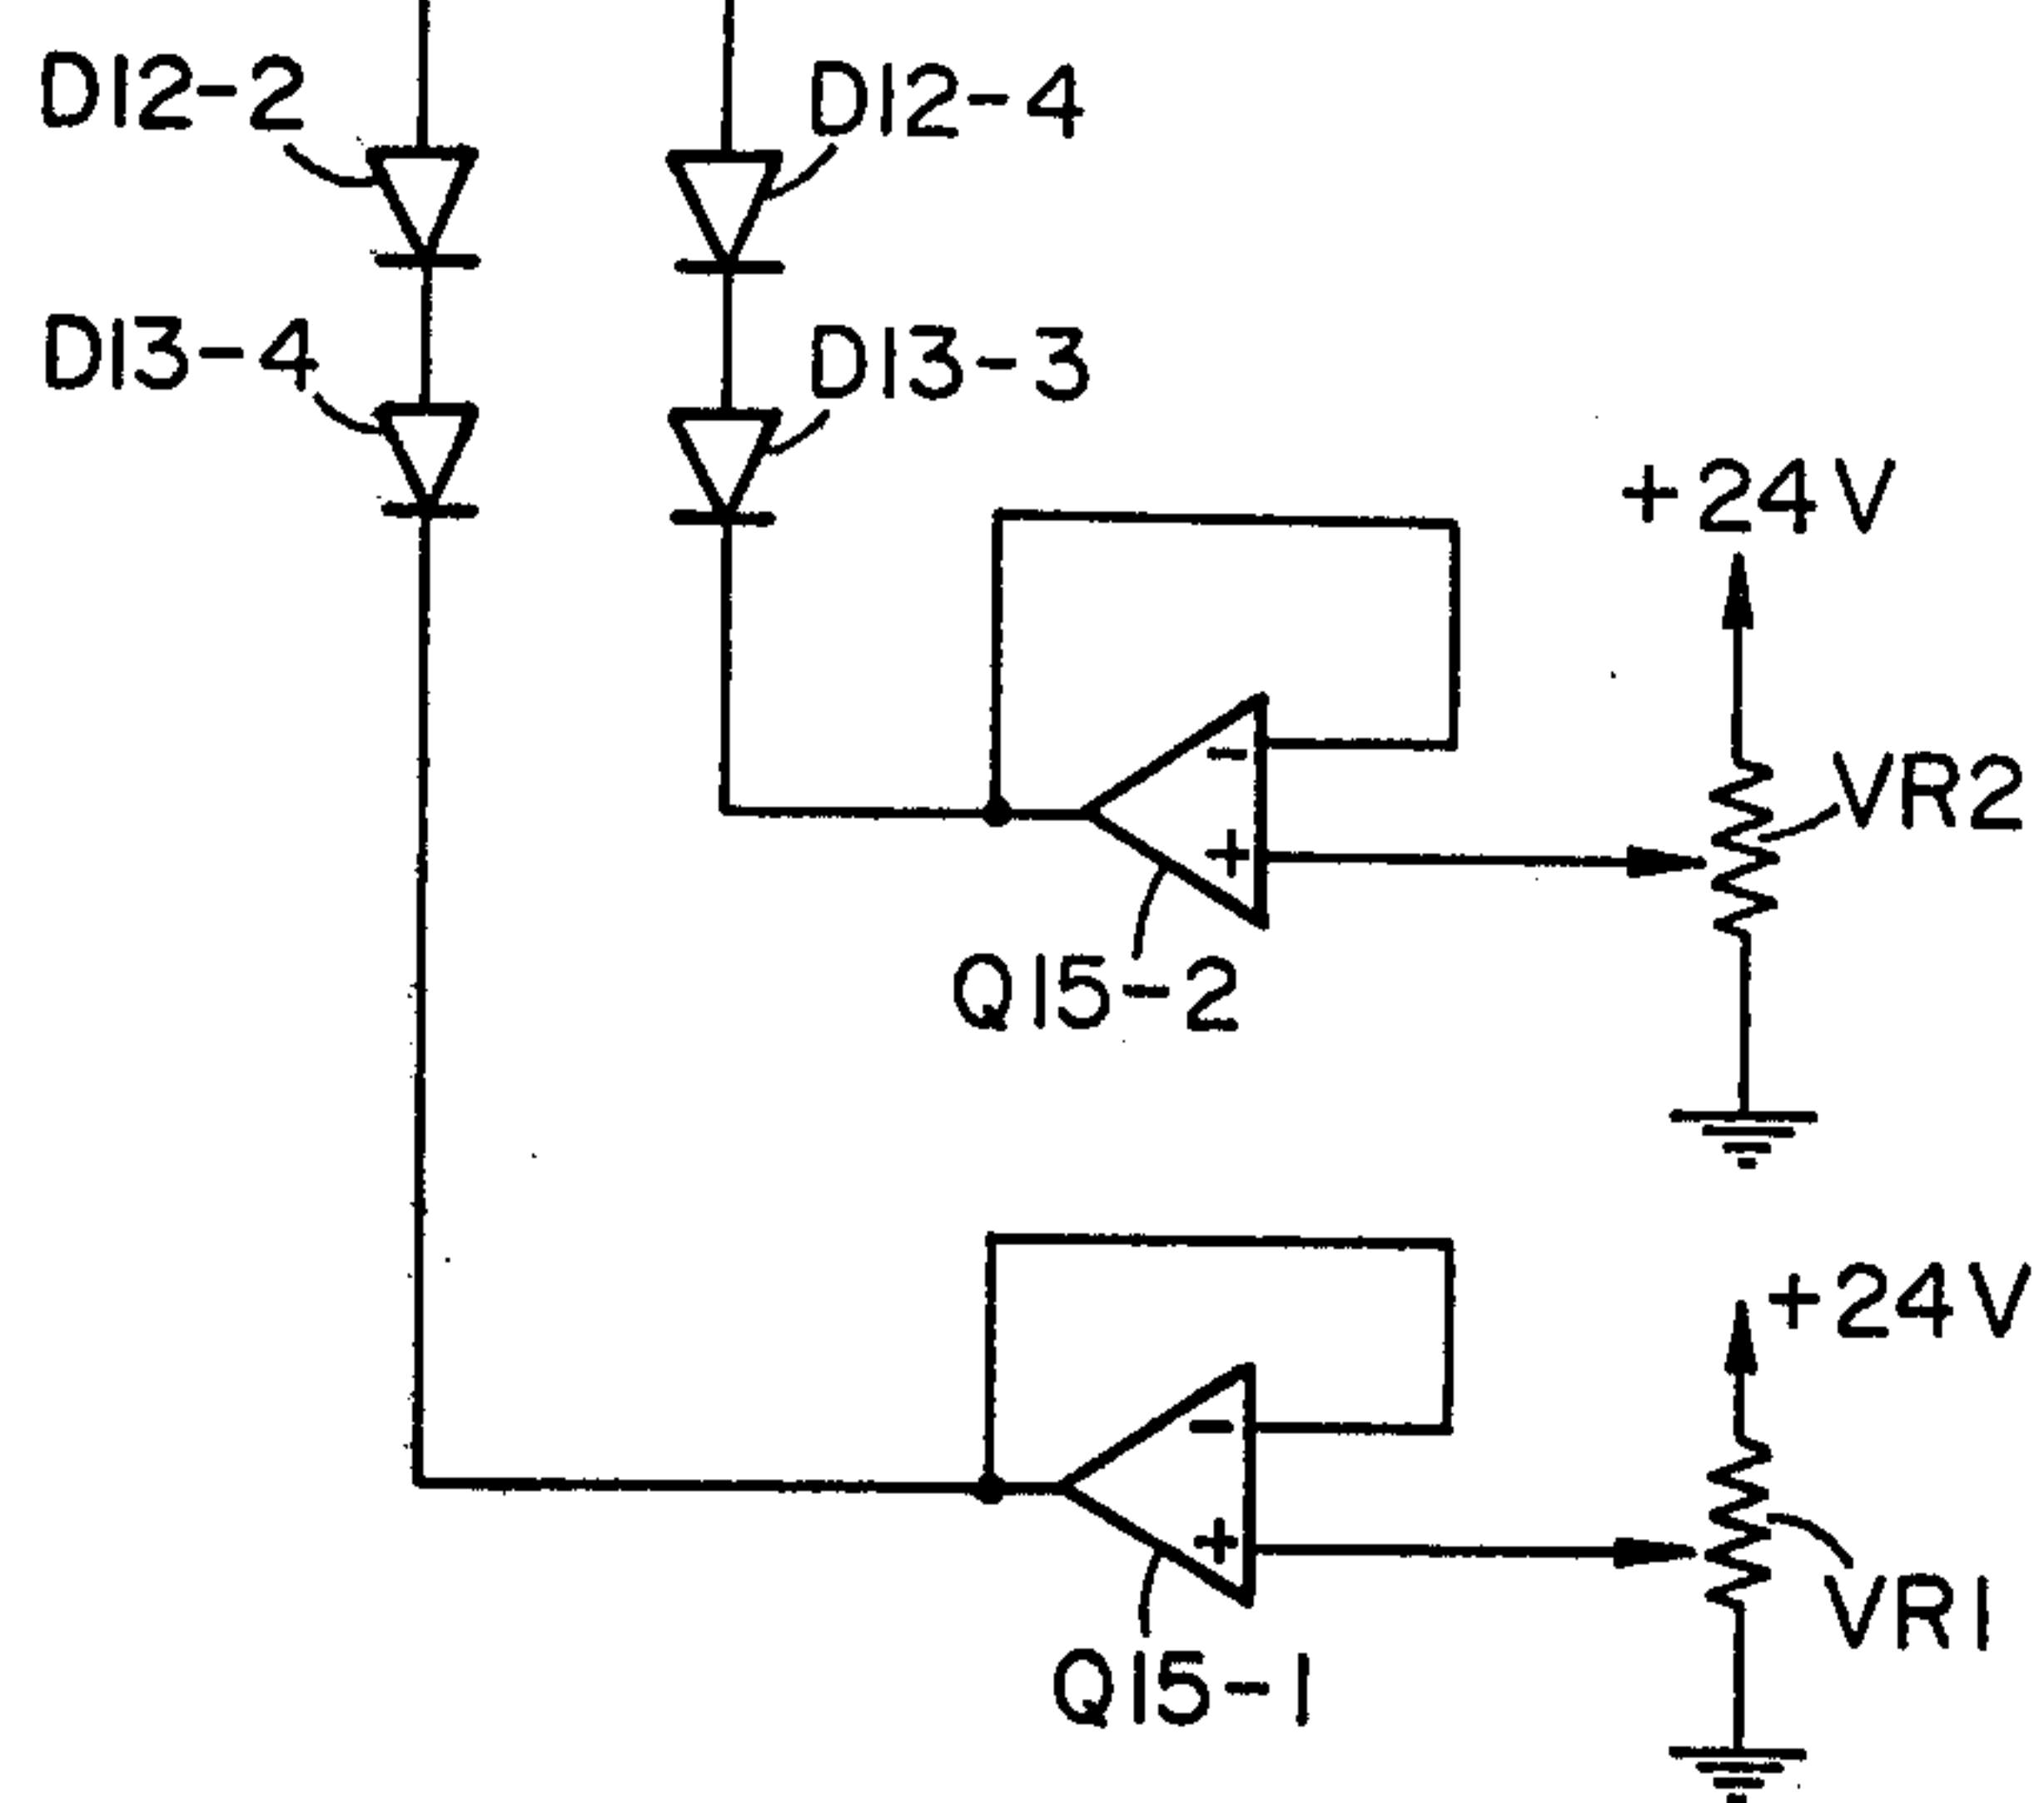 D12-2
D12-4
D13-4
D13-3
+24V
VR2
-
+
Q15-2
+24V
-
+
VR1
Q15-1